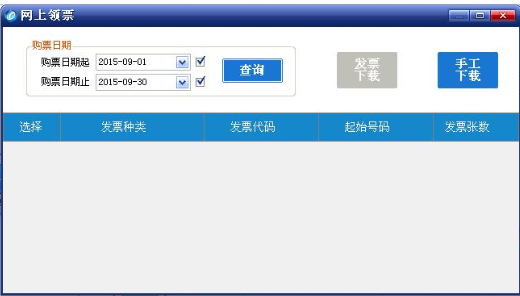 网上领票
购票日期
购票日期起 2015-09-01
购票日期止 2015-09-30
查询
发票
下载
手工
下载
选择 发票种类 发票代码 起始号码 发票张数